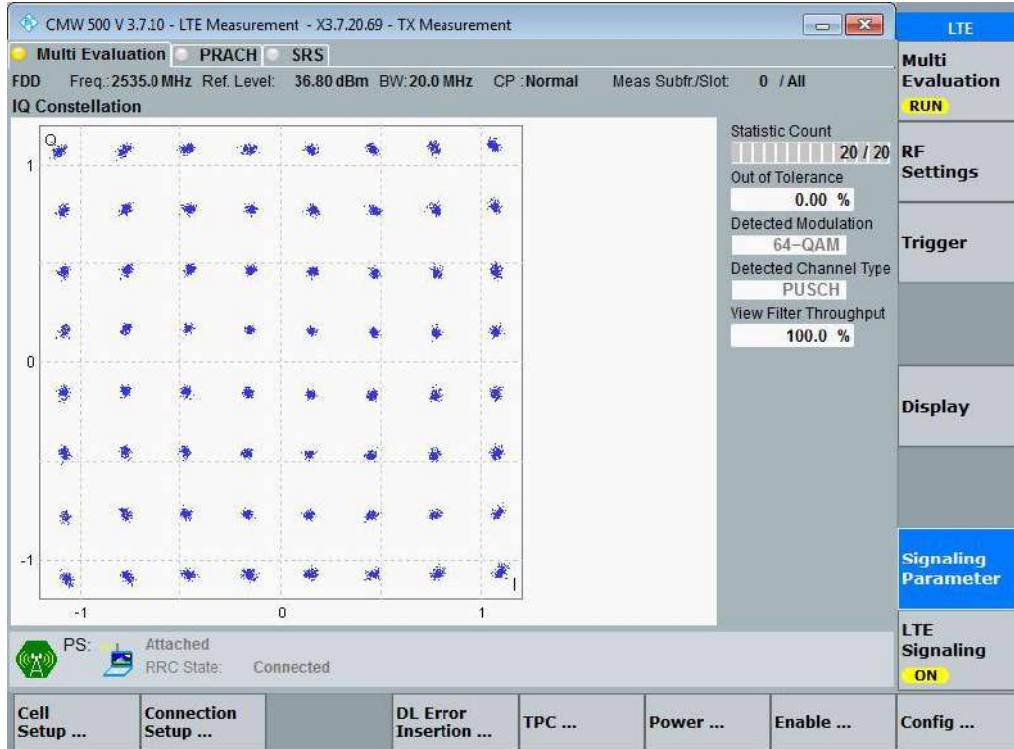 CMW 500 V 3.7.10 - LTE Measurement - X3.7.20.69 - TX Measurement
LTE
Multi Evaluation PRACH SRS
FDD Freq.: 2535.0 MHz Ref. Level: 36.80 dBm BW: 20.0 MHz CP : Normal Meas Subfr./Slot: 0 / All
IQ Constellation
Q
1
0
-1
-1 0 1
I
Statistic Count
20 / 20
Out of Tolerance
0.00 %
Detected Modulation
64-QAM
Detected Channel Type
PUSCH
View Filter Throughput
100.0 %
Multi
Evaluation
RUN
RF
Settings
Trigger
Display
Signaling
Parameter
LTE
Signaling
ON
PS: Attached
RRC State: Connected
Cell
Setup ...
Connection
Setup ...
DL Error
Insertion ...
TPC ...
Power ...
Enable ...
Config ...